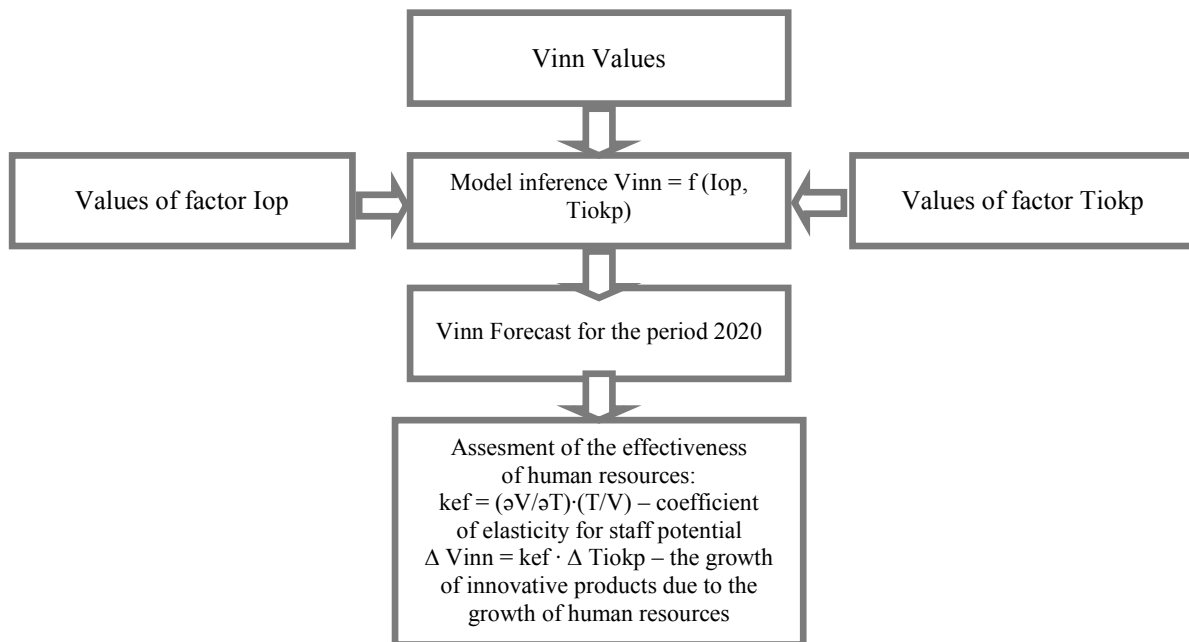 Vinn Values
Values of factor Iop
Model inference Vinn = f (Iop,
Tiokp)
Values of factor Tiokp
Vinn Forecast for the period 2020
Assesment of the effectiveness
of human resources:
kef = (əV/əT)·(T/V) – coefficient
of elasticity for staff potential
Δ Vinn = kef · Δ Tiokp – the growth
of innovative products due to the
growth of human resources